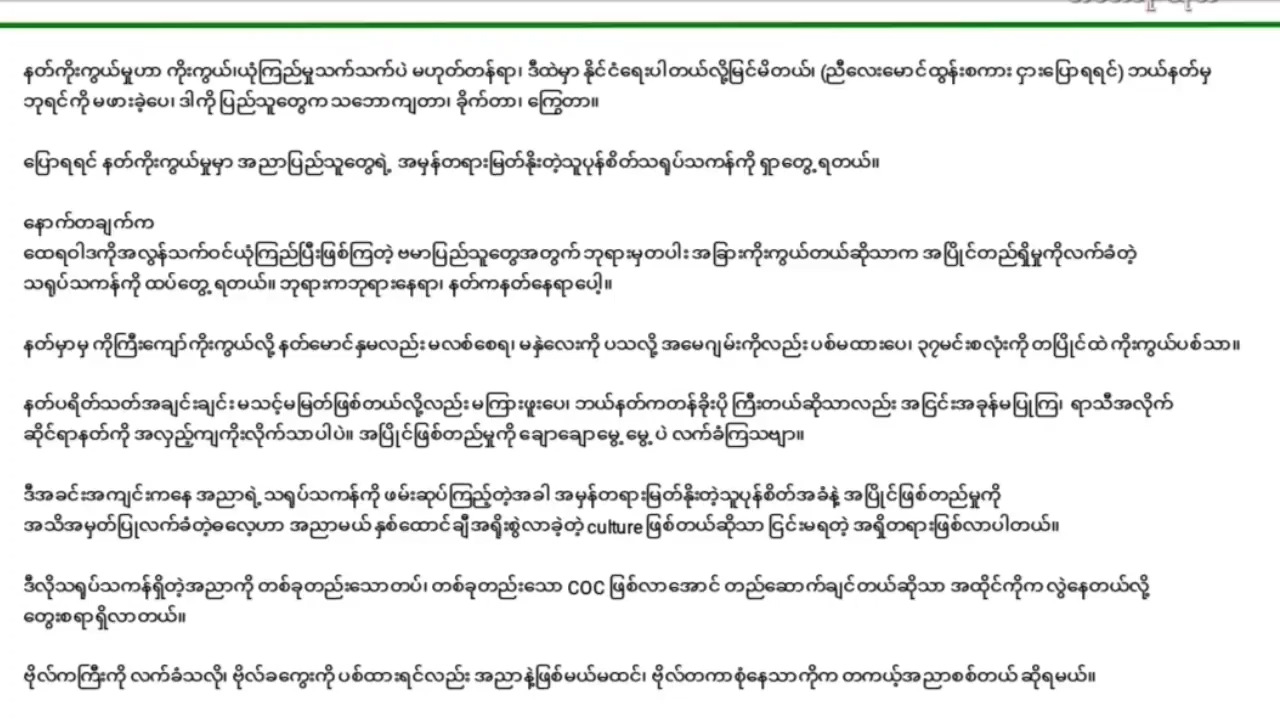 နတ်ကိုးကွယ်မှုဟာ ကိုးကွယ်၊ယုံကြည်မှုသက်သက်ပဲ မဟုတ်တန်ရာ၊ ဒီထဲမှာ နိုင်ငံရေးပါတယ်လို့မြင်မိတယ်၊ (ညီလေးမောင်ထွန်းစကား ငှားပြောရရင်) ဘယ်နတ်မှ
ဘုရင်ကို မဖားခဲ့ပေ၊ ဒါကို ပြည်သူတွေက သဘောကျတာ၊ ခိုက်တာ၊ ကြွေတာ။
ပြောရရင် နတ်ကိုးကွယ်မှုမှာ အညာပြည်သူတွေရဲ့ အမှန်တရားမြတ်နိုးတဲ့သူပုန်စိတ်သရုပ်သကန်ကို ရှာတွေ့ရတယ်။
နောက်တချက်က
ထေရဝါဒကိုအလွန်သက်ဝင်ယုံကြည်ပြီးဖြစ်ကြတဲ့ ဗမာပြည်သူတွေအတွက် ဘုရားမှတပါး အခြားကိုးကွယ်တယ်ဆိုသာက အပြိုင်တည်ရှိမှုကိုလက်ခံတဲ့
သရုပ်သကန်ကို ထပ်တွေ့ရတယ်။ ဘုရားကဘုရားနေရာ၊ နတ်ကနတ်နေရာပေါ့။
နတ်မှာမှ ကိုကြီးကျော်ကိုးကွယ်လို့ နတ်မောင်နှမလည်း မလစ်စေရ၊ မနှဲလေးကို ပသလို့ အမေဂျမ်းကိုလည်း ပစ်မထားပေ၊ ၃၇မင်းစလုံးကို တပြိုင်ထဲ ကိုးကွယ်ပစ်သာ။
နတ်ပရိတ်သတ်အချင်းချင်း မသင့်မမြတ်ဖြစ်တယ်လို့လည်း မကြားဖူးပေ၊ ဘယ်နတ်ကတန်ခိုးပို ကြီးတယ်ဆိုသာလည်း အငြင်းအခုန်မပြုကြ၊ ရာသီအလိုက်
ဆိုင်ရာနတ်ကို အလှည့်ကျကိုးလိုက်သာပါပဲ။ အပြိုင်ဖြစ်တည်မှုကို ချောချောမွေ့မွေ့ပဲ လက်ခံကြသဗျာ။
ဒီအခင်းအကျင်းကနေ အညာရဲ့ သရုပ်သကန်ကို ဖမ်းဆုပ်ကြည့်တဲ့အခါ အမှန်တရားမြတ်နိုးတဲ့သူပုန်စိတ်အခံနဲ့ အပြိုင်ဖြစ်တည်မှုကို
အသိအမှတ်ပြုလက်ခံတဲ့ဓလေ့ဟာ အညာမယ် နှစ်ထောင်ချီအရိုးစွဲလာခဲ့တဲ့ culture ဖြစ်တယ်ဆိုသာ ငြင်းမရတဲ့ အရှိတရားဖြစ်လာပါတယ်။
ဒီလိုသရုပ်သကန်ရှိတဲ့အညာကို တစ်ခုတည်းသောတပ်၊ တစ်ခုတည်းသော COC ဖြစ်လာအောင် တည်ဆောက်ချင်တယ်ဆိုသာ အထိုင်ကိုက လွဲနေတယ်လို့
တွေးစရာရှိလာတယ်။
ဗိုလ်ကကြီးကို လက်ခံသလို၊ ဗိုလ်ခကွေးကို ပစ်ထားရင်လည်း အညာနဲ့ဖြစ်မယ်မထင်၊ ဗိုလ်တကာစုံနေသာကိုက တကယ့်အညာစစ်တယ် ဆိုရမယ်။